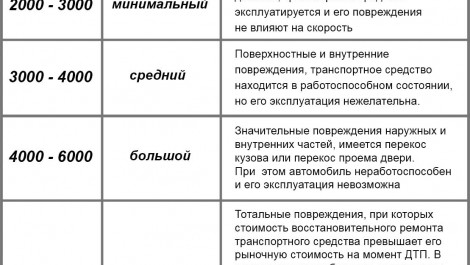 2000 - 3000
минимальный
эксплуатируется и его повреждения
не влияют на скорость
3000 - 4000
средний
Поверхностные и внутренние
повреждения, транспортное средство
находится в работоспособном состоянии,
но его эксплуатация нежелательна.
4000 - 6000
большой
Значительные повреждения наружных и
внутренних частей, имеется перекос
кузова или перекос проема двери.
При этом автомобиль неработоспособен
и его эксплуатация невозможна
Тотальные повреждения, при которых
стоимость восстановительного ремонта
транспортного средства превышает его
рыночную стоимость на момент ДТП. В